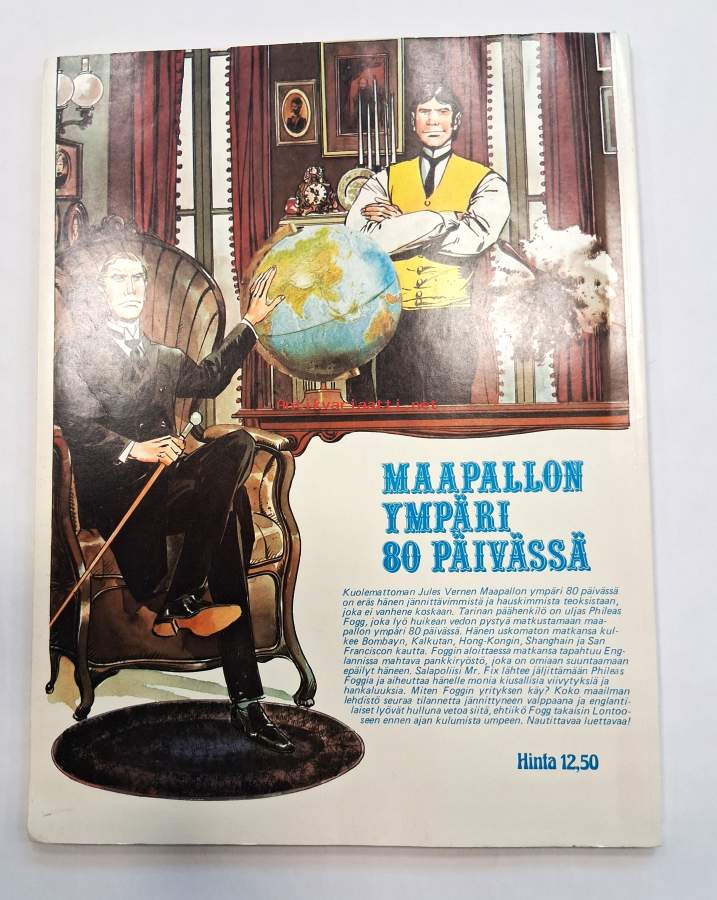 Antikvariaatti.net
MAAPALLON
YMPÄRI
80 PÄIVÄSSÄ
Kuolemattoman Jules Vernen Maapallon ympäri 80 päivässä
on eräs hänen jännittävimmistä ja hauskimmista teoksistaan,
joka ei vanhene koskaan. Tarinan päähenkilö on uljas Phileas
Fogg, joka lyö huikean vedon pystyä matkustamaan maa-
pallon ympäri 80 päivässä. Hänen uskomaton matkansa kul-
kee Bombayn, Kalkutan, Hong-Kongin, Shanghain ja San
Franciscon kautta. Foggin aloittaessa matkansa tapahtuu Eng-
lannissa mahtava pankkiryöstö, joka on omiaan suuntaamaan
epäilyt häneen. Salapoliisi Mr. Fix lähtee jäljittämään Phileas
Foggia ja aiheuttaa hänelle monia kiusallisia viivytyksiä ja
hankaluuksia. Miten Foggin yrityksen käy? Koko maailman
lehdistö seuraa tilannetta jännittyneen valppaana ja englanti-
laiset lyövät hulluna vetoa siitä, ehtiikö Fogg takaisin Lontoo-
seen ennen ajan kulumista umpeen. Nautittavaa luettavaa!
Hinta 12,50